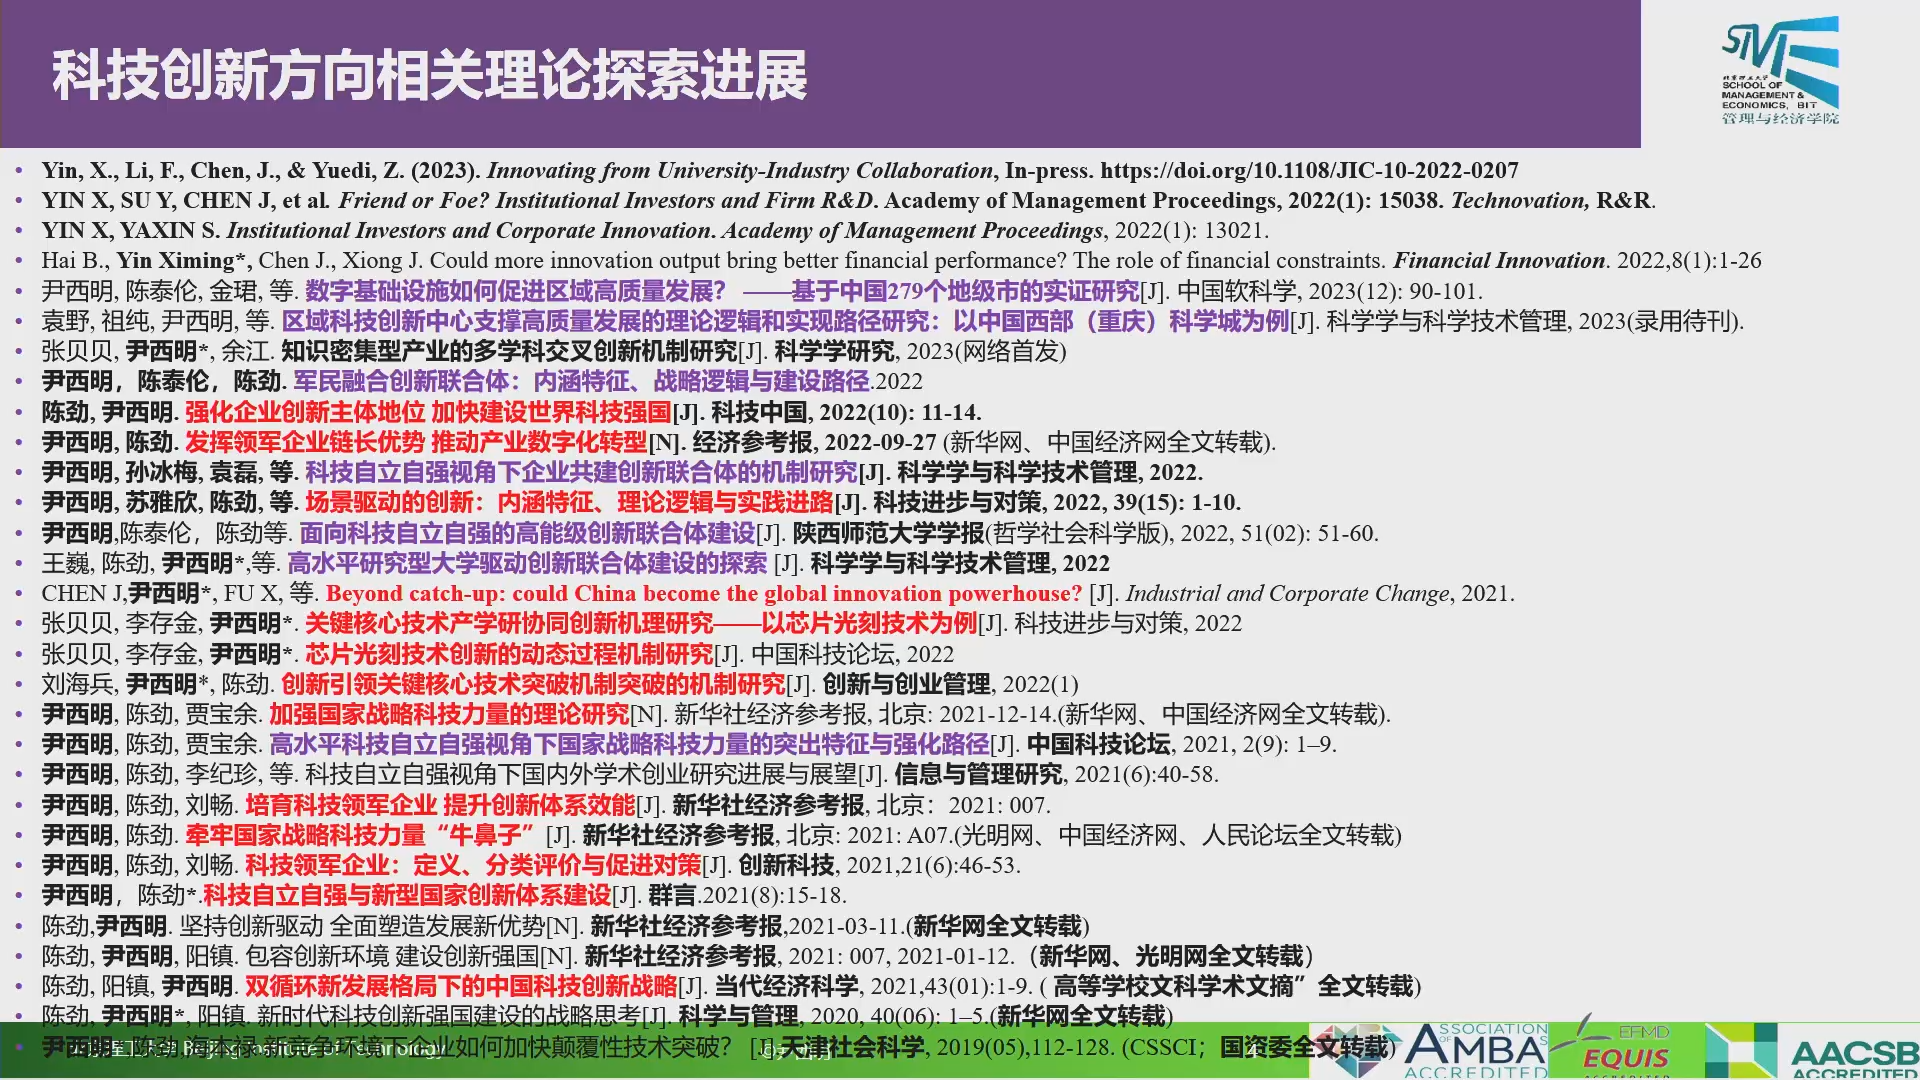 科技创新方向相关理论探索进展
SME
北京理工大学
SCHOOL OF
MANAGEMENT &
ECONOMICS, BIT
管理与经济学院
• Yin, X., Li, F., Chen, J., & Yuedi, Z. (2023). Innovating from University-Industry Collaboration, In-press. https://doi.org/10.1108/JIC-10-2022-0207
• YIN X, SU Y, CHEN J, et al. Friend or Foe? Institutional Investors and Firm R&D. Academy of Management Proceedings, 2022(1): 15038. Technovation, R&R.
• YIN X, YAXIN S. Institutional Investors and Corporate Innovation. Academy of Management Proceedings, 2022(1): 13021.
• Hai B., Yin Ximing*, Chen J., Xiong J. Could more innovation output bring better financial performance? The role of financial constraints. Financial Innovation. 2022,8(1):1-26
• 尹西明, 陈泰伦, 金珺, 等. 数字基础设施如何促进区域高质量发展？ ——基于中国279个地级市的实证研究[J]. 中国软科学, 2023(12): 90-101.
• 袁野, 祖纯, 尹西明, 等. 区域科技创新中心支撑高质量发展的理论逻辑和实现路径研究：以中国西部（重庆）科学城为例[J]. 科学学与科学技术管理, 2023(录用待刊).
• 张贝贝, 尹西明*, 余江. 知识密集型产业的多学科交叉创新机制研究[J]. 科学学研究, 2023(网络首发)
• 尹西明，陈泰伦，陈劲. 军民融合创新联合体：内涵特征、战略逻辑与建设路径.2022
• 陈劲, 尹西明. 强化企业创新主体地位 加快建设世界科技强国[J]. 科技中国, 2022(10): 11-14.
• 尹西明, 陈劲. 发挥领军企业链长优势 推动产业数字化转型[N]. 经济参考报, 2022-09-27 (新华网、中国经济网全文转载).
• 尹西明, 孙冰梅, 袁磊, 等. 科技自立自强视角下企业共建创新联合体的机制研究[J]. 科学学与科学技术管理, 2022.
• 尹西明, 苏雅欣, 陈劲, 等. 场景驱动的创新：内涵特征、理论逻辑与实践进路[J]. 科技进步与对策, 2022, 39(15): 1-10.
• 尹西明,陈泰伦，陈劲等. 面向科技自立自强的高能级创新联合体建设[J]. 陕西师范大学学报(哲学社会科学版), 2022, 51(02): 51-60.
• 王巍, 陈劲, 尹西明*,等. 高水平研究型大学驱动创新联合体建设的探索 [J]. 科学学与科学技术管理, 2022
• CHEN J,尹西明*, FU X, 等. Beyond catch-up: could China become the global innovation powerhouse? [J]. Industrial and Corporate Change, 2021.
• 张贝贝, 李存金, 尹西明*. 关键核心技术产学研协同创新机理研究——以芯片光刻技术为例[J]. 科技进步与对策, 2022
• 张贝贝, 李存金, 尹西明*. 芯片光刻技术创新的动态过程机制研究[J]. 中国科技论坛, 2022
• 刘海兵, 尹西明*, 陈劲. 创新引领关键核心技术突破机制突破的机制研究[J]. 创新与创业管理, 2022(1)
• 尹西明, 陈劲, 贾宝余. 加强国家战略科技力量的理论研究[N]. 新华社经济参考报, 北京: 2021-12-14.(新华网、中国经济网全文转载).
• 尹西明, 陈劲, 贾宝余. 高水平科技自立自强视角下国家战略科技力量的突出特征与强化路径[J]. 中国科技论坛, 2021, 2(9): 1–9.
• 尹西明, 陈劲, 李纪珍, 等. 科技自立自强视角下国内外学术创业研究进展与展望[J]. 信息与管理研究, 2021(6):40-58.
• 尹西明, 陈劲, 刘畅. 培育科技领军企业 提升创新体系效能[J]. 新华社经济参考报, 北京：2021: 007.
• 尹西明, 陈劲. 牵牢国家战略科技力量“牛鼻子” [J]. 新华社经济参考报, 北京: 2021: A07.(光明网、中国经济网、人民论坛全文转载)
• 尹西明, 陈劲, 刘畅. 科技领军企业：定义、分类评价与促进对策[J]. 创新科技, 2021,21(6):46-53.
• 尹西明，陈劲*.科技自立自强与新型国家创新体系建设[J]. 群言.2021(8):15-18.
• 陈劲,尹西明. 坚持创新驱动 全面塑造发展新优势[N]. 新华社经济参考报,2021-03-11.(新华网全文转载)
• 陈劲, 尹西明, 阳镇. 包容创新环境 建设创新强国[N]. 新华社经济参考报, 2021: 007, 2021-01-12.（新华网、光明网全文转载）
• 陈劲, 阳镇, 尹西明. 双循环新发展格局下的中国科技创新战略[J]. 当代经济科学, 2021,43(01):1-9. ( 高等学校文科学术文摘”全文转载)
• 陈劲, 尹西明*, 阳镇. 新时代科技创新强国建设的战略思考[J]. 科学与管理, 2020, 40(06): 1–5.(新华网全文转载)
• 尹西明, 陈劲,海本禄.新竞争环境下企业如何加快颠覆性技术突破？ [J]. 天津社会科学, 2019(05),112-128. (CSSCI；国资委全文转载)
Beijing Institute of Technology
ASSOCIATION
OF
AMBA
ACCREDITED
EFMD
EQUIS
AACSB
ACCREDITED